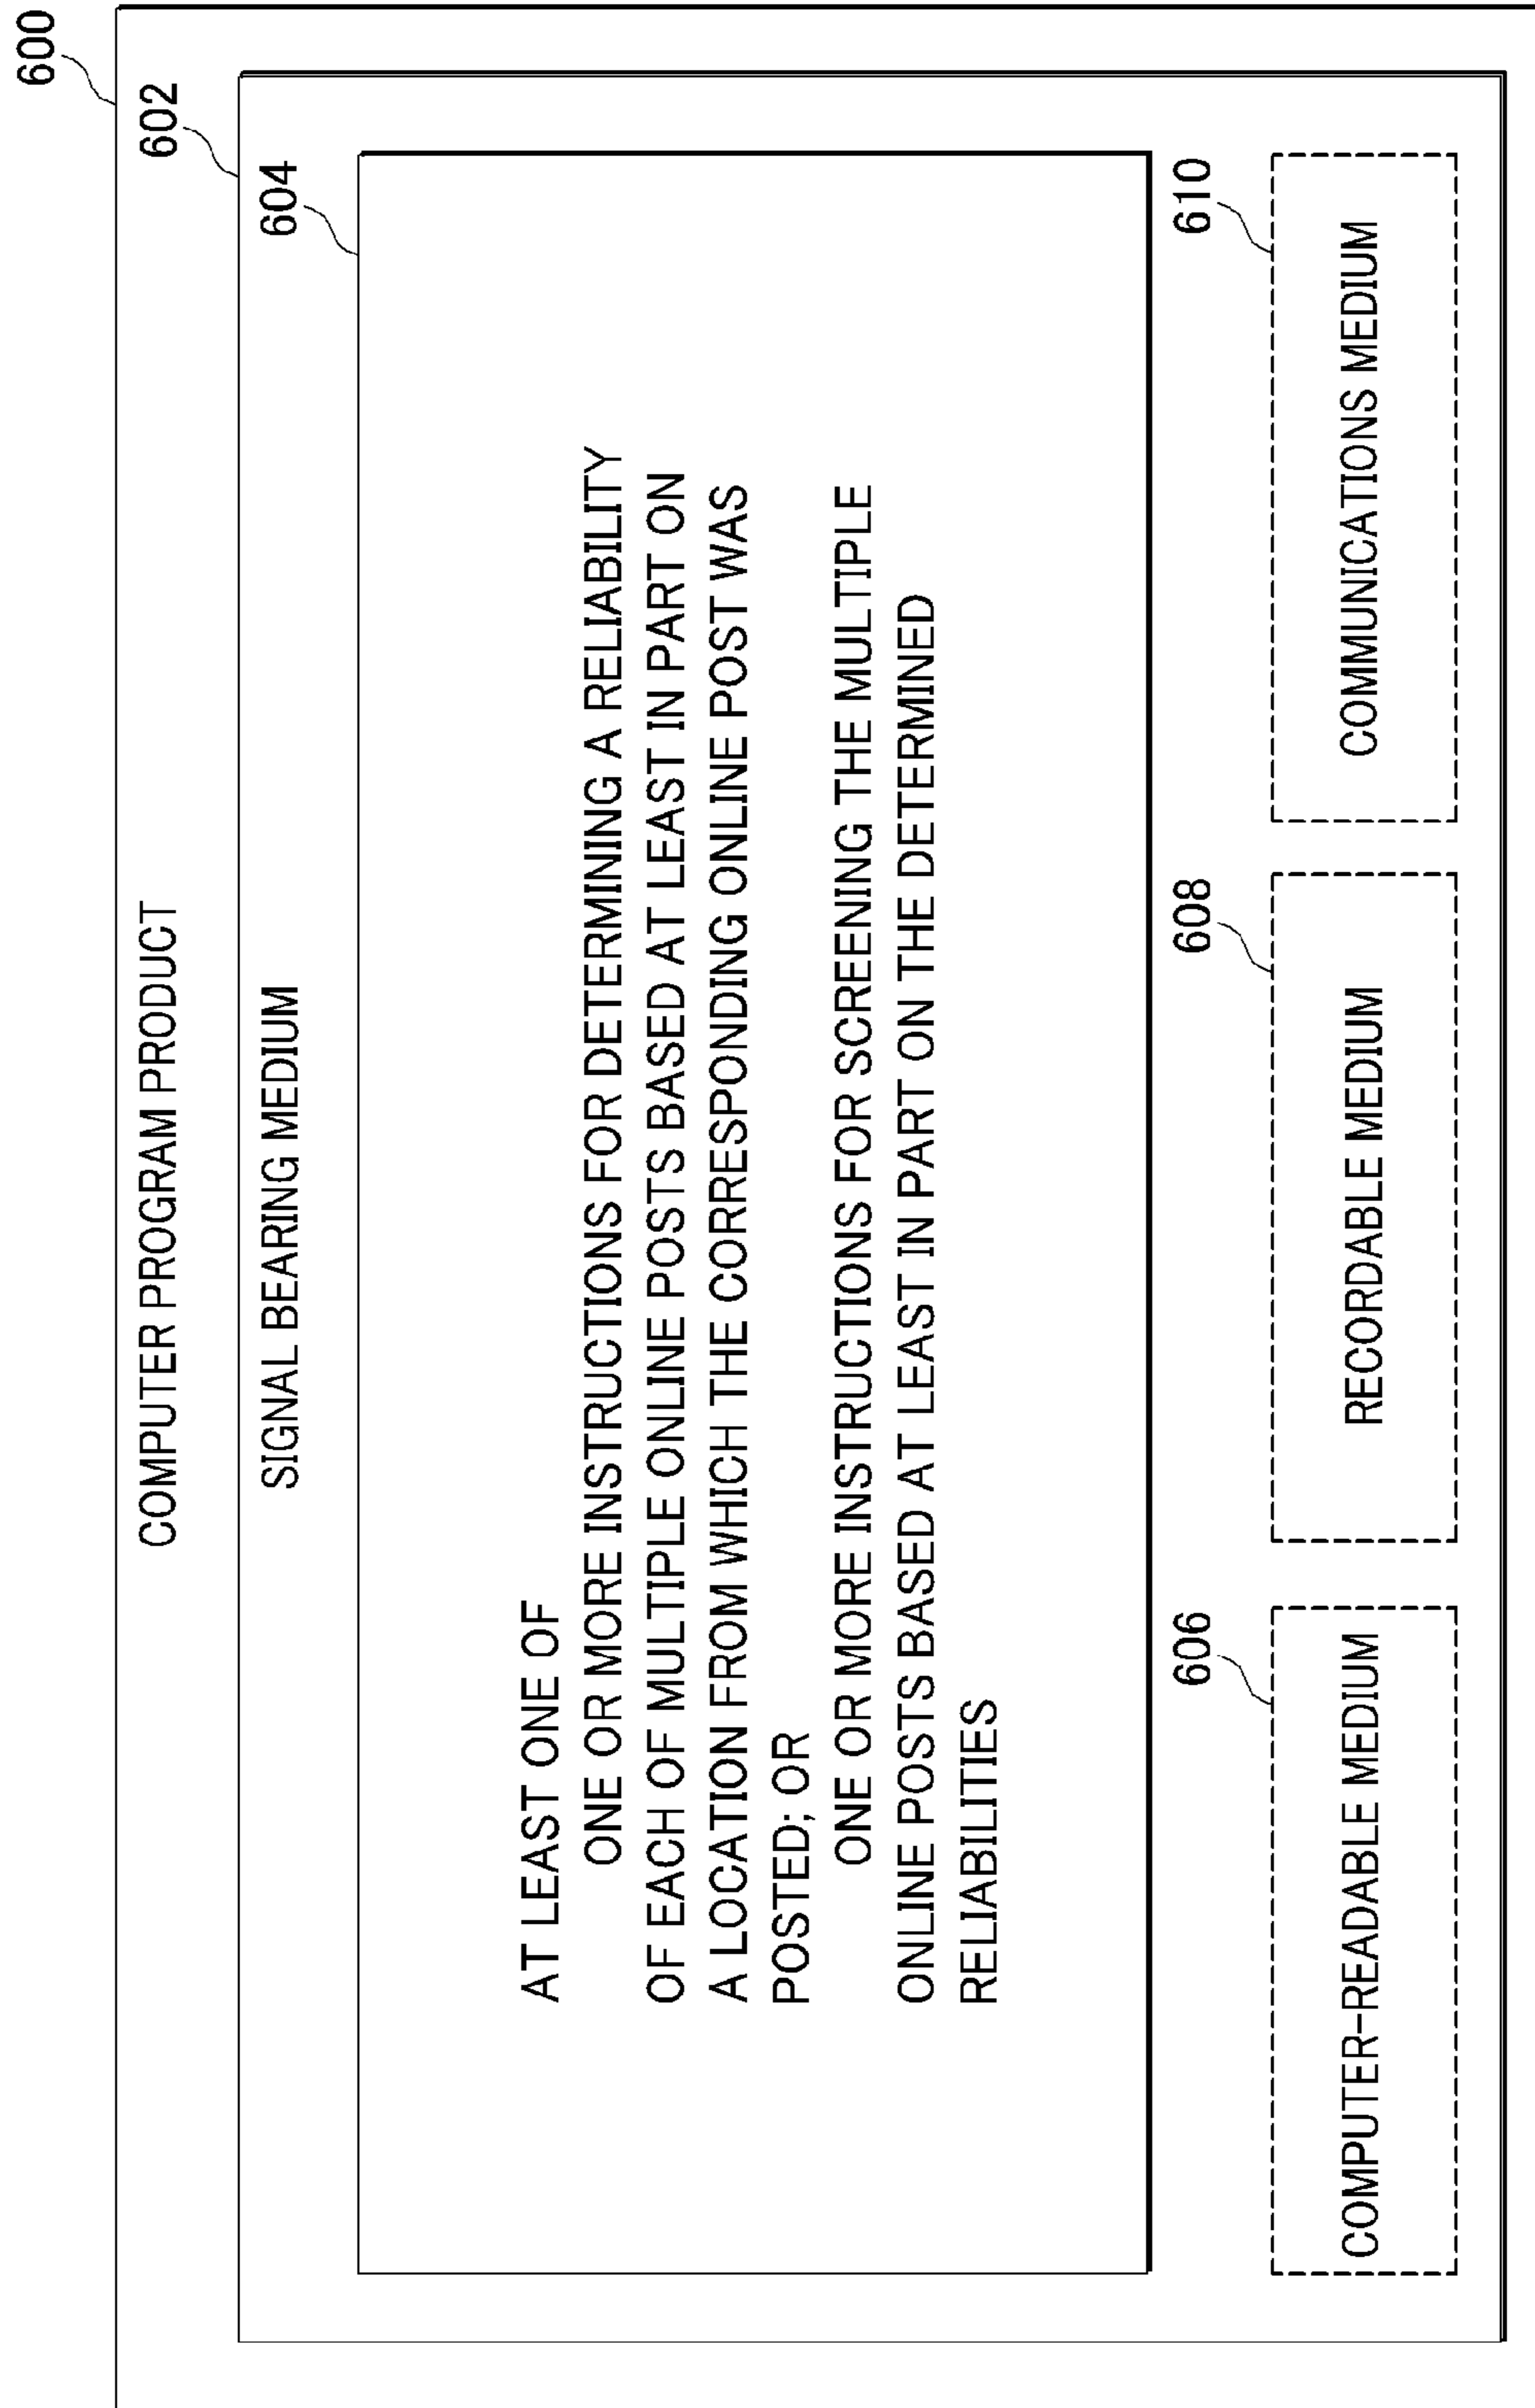 600
COMPUTER PROGRAM PRODUCT
602
SIGNAL BEARING MEDIUM
604
AT LEAST ONE OF
ONE OR MORE INSTRUCTIONS FOR DETERMINING A RELIABILITY
OF EACH OF MULTIPLE ONLINE POSTS BASED AT LEAST IN PART ON
A LOCATION FROM WHICH THE CORRESPONDING ONLINE POST WAS
POSTED; OR
ONE OR MORE INSTRUCTIONS FOR SCREENING THE MULTIPLE
ONLINE POSTS BASED AT LEAST IN PART ON THE DETERMINED
RELIABILITIES
606
COMPUTER-READABLE MEDIUM
608
RECORDABLE MEDIUM
610
COMMUNICATIONS MEDIUM